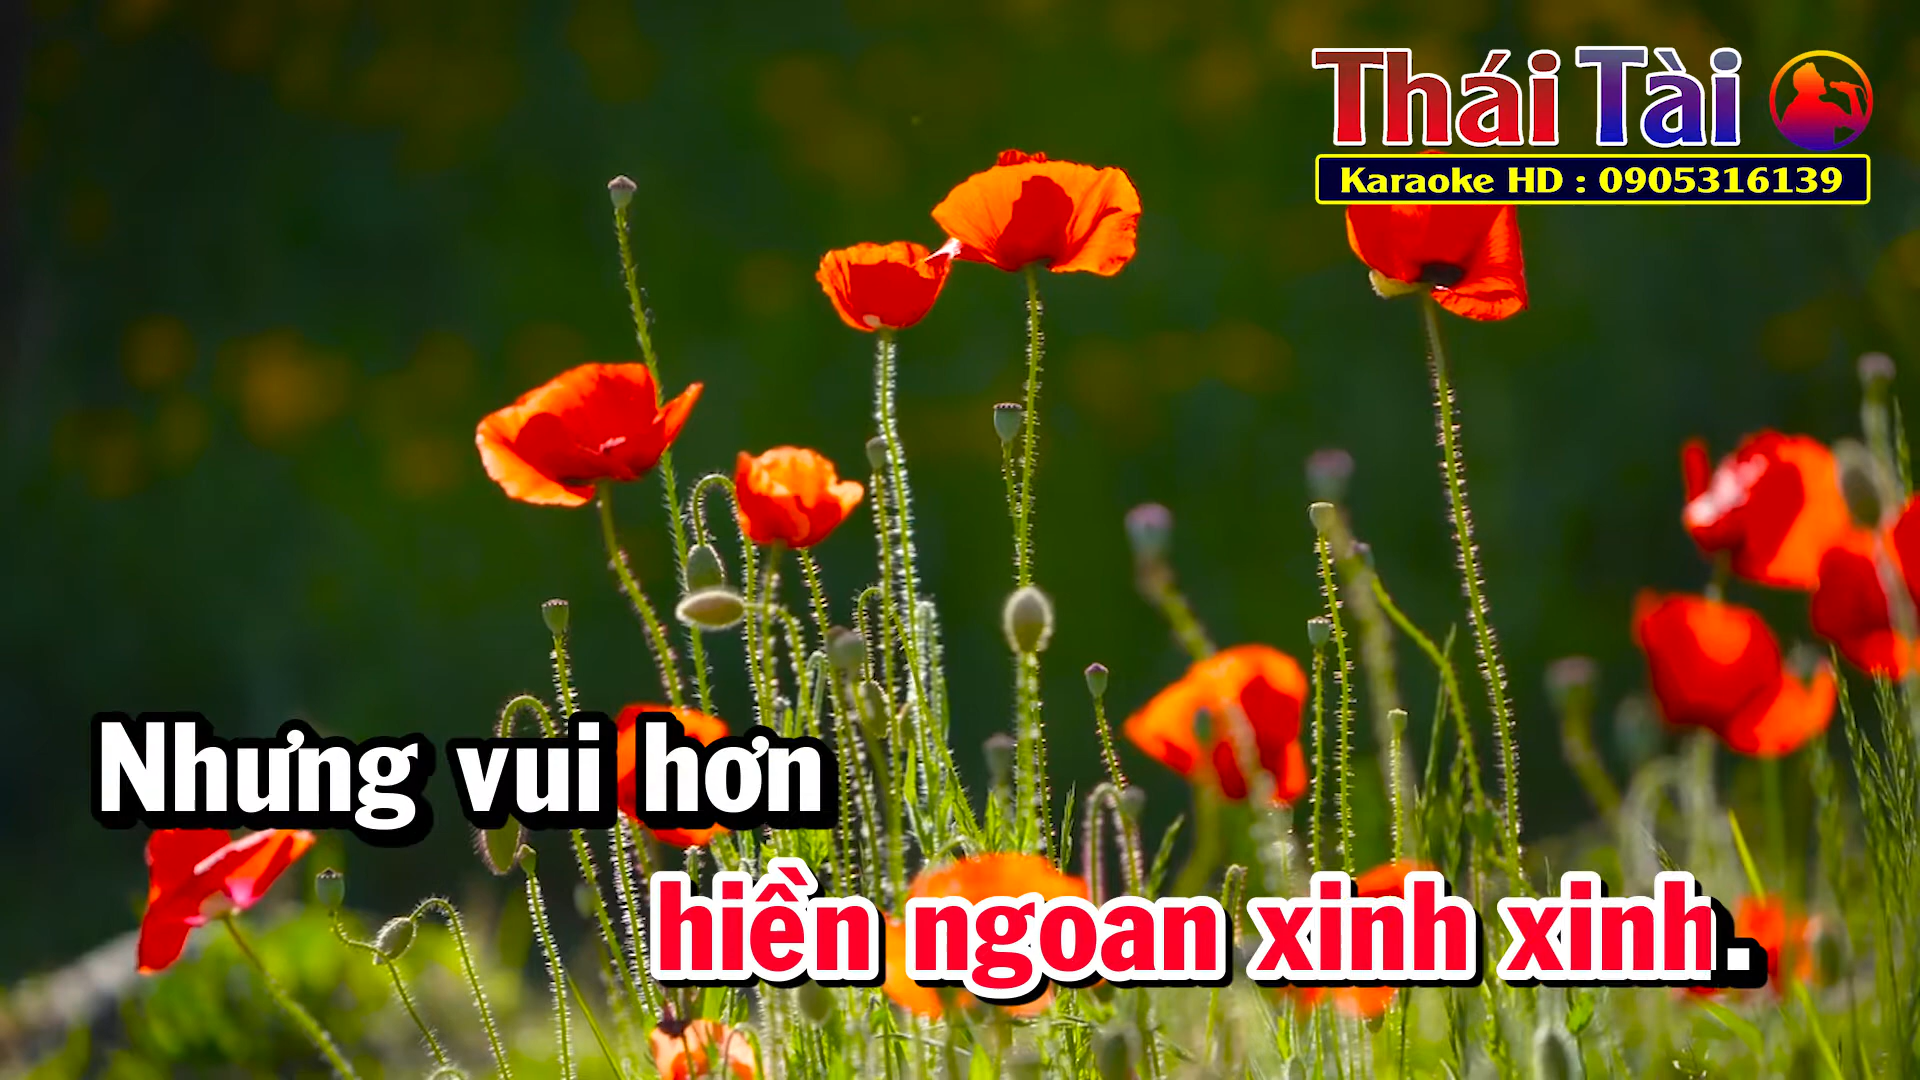 Thái Tài
Karaoke HD : 0905316139
Nhưng vui hơn
hiền ngoan xinh xinh.